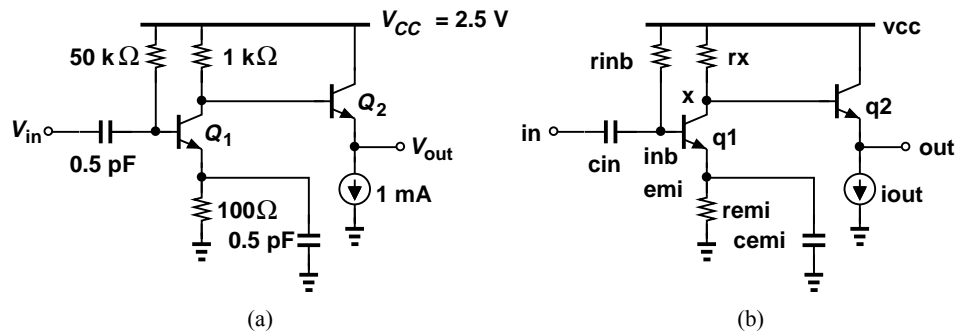 V_CC = 2.5 V
50 kΩ
1 kΩ
Q_2
V_in
Q_1
V_out
0.5 pF
1 mA
100Ω
0.5 pF
(a)
vcc
rinb
rx
x
q2
in
q1
out
cin
inb
emi
iout
remi
cemi
(b)